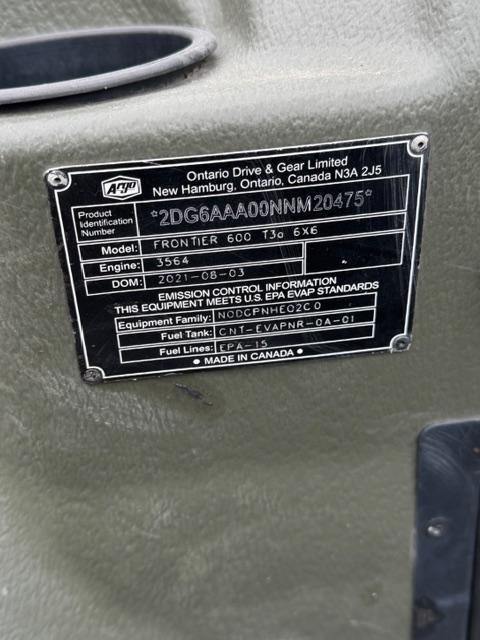 ARGO
Ontario Drive & Gear Limited
New Hamburg, Ontario, Canada N3A 2J5
Product Identification Number *2DG6AAA00NNM20475*
Model: FRONTIER 600 T3a 6X6
Engine: 3564
DOM: 2021-08-03
EMISSION CONTROL INFORMATION
THIS EQUIPMENT MEETS U.S. EPA EVAP STANDARDS
Equipment Family: NODGPNHE02C0
Fuel Tank: CNT-EVAPNR-0A-01
Fuel Lines: EPA-15
• MADE IN CANADA •